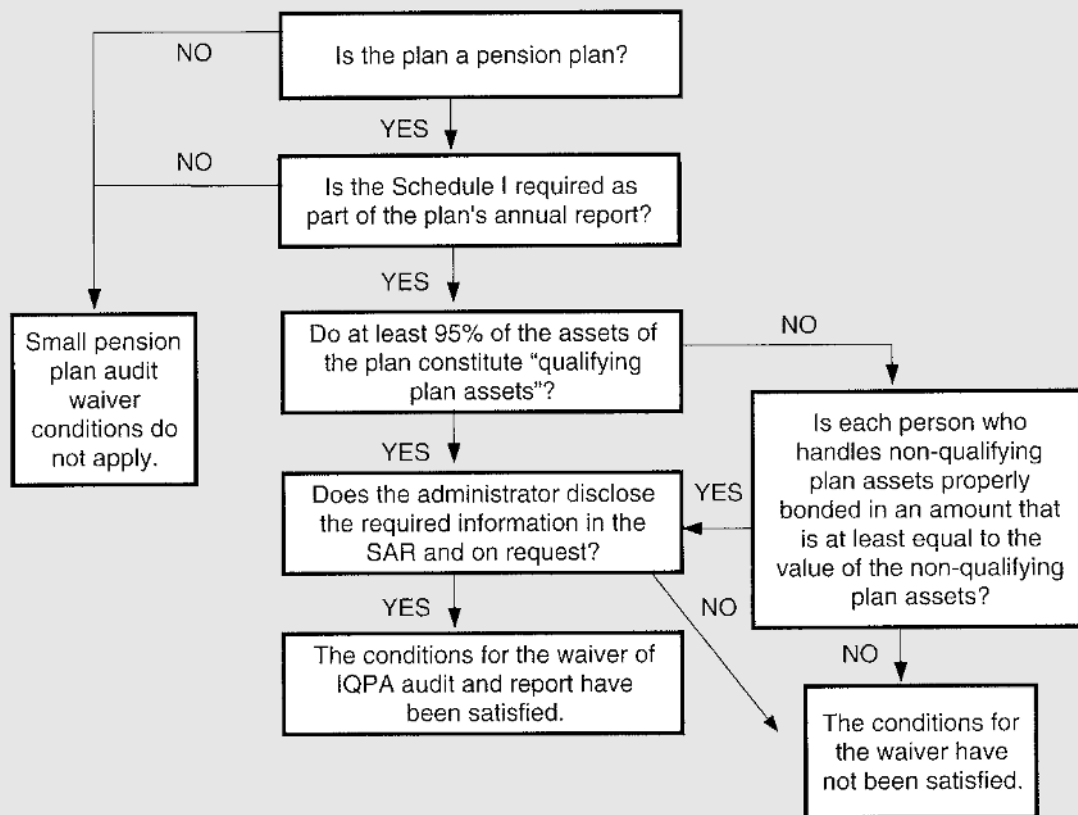 NO
Is the plan a pension plan?
YES
NO
Is the Schedule I required as
part of the plan's annual report?
YES
Small pension
plan audit
waiver
conditions do
not apply.
Do at least 95% of the assets of
the plan constitute “qualifying
plan assets”?
NO
YES
Is each person who
handles non-qualifying
plan assets properly
bonded in an amount that
is at least equal to the
value of the non-qualifying
plan assets?
YES
Does the administrator disclose
the required information in the
SAR and on request?
YES
NO
NO
The conditions for the waiver of
IQPA audit and report have
been satisfied.
The conditions for
the waiver have
not been satisfied.